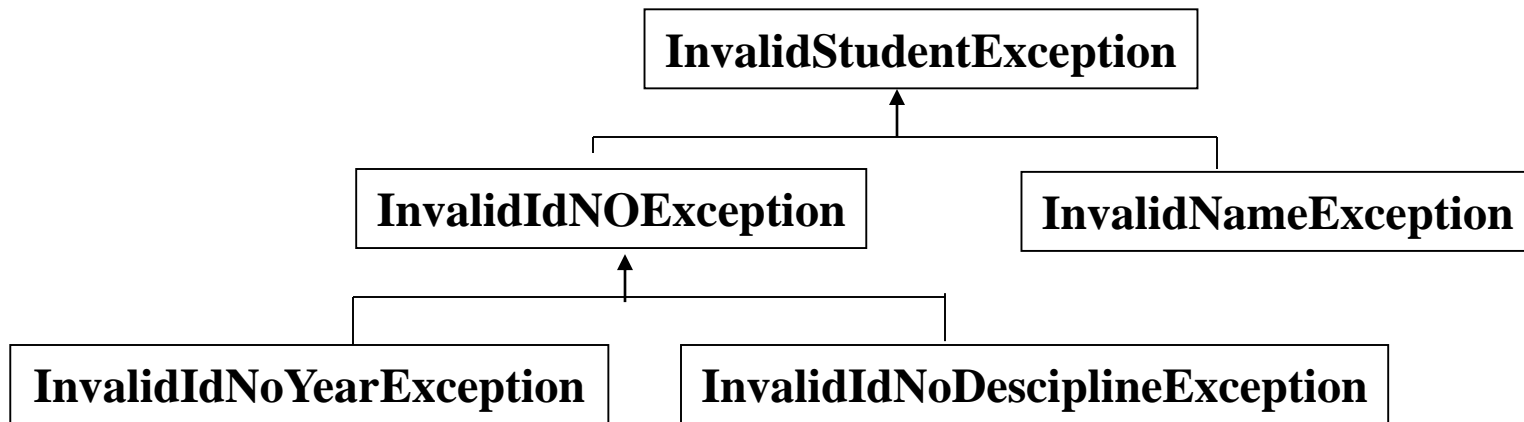 InvalidStudentException
InvalidIdNOException
InvalidNameException
InvalidIdNoYearException
InvalidIdNoDesciplineException